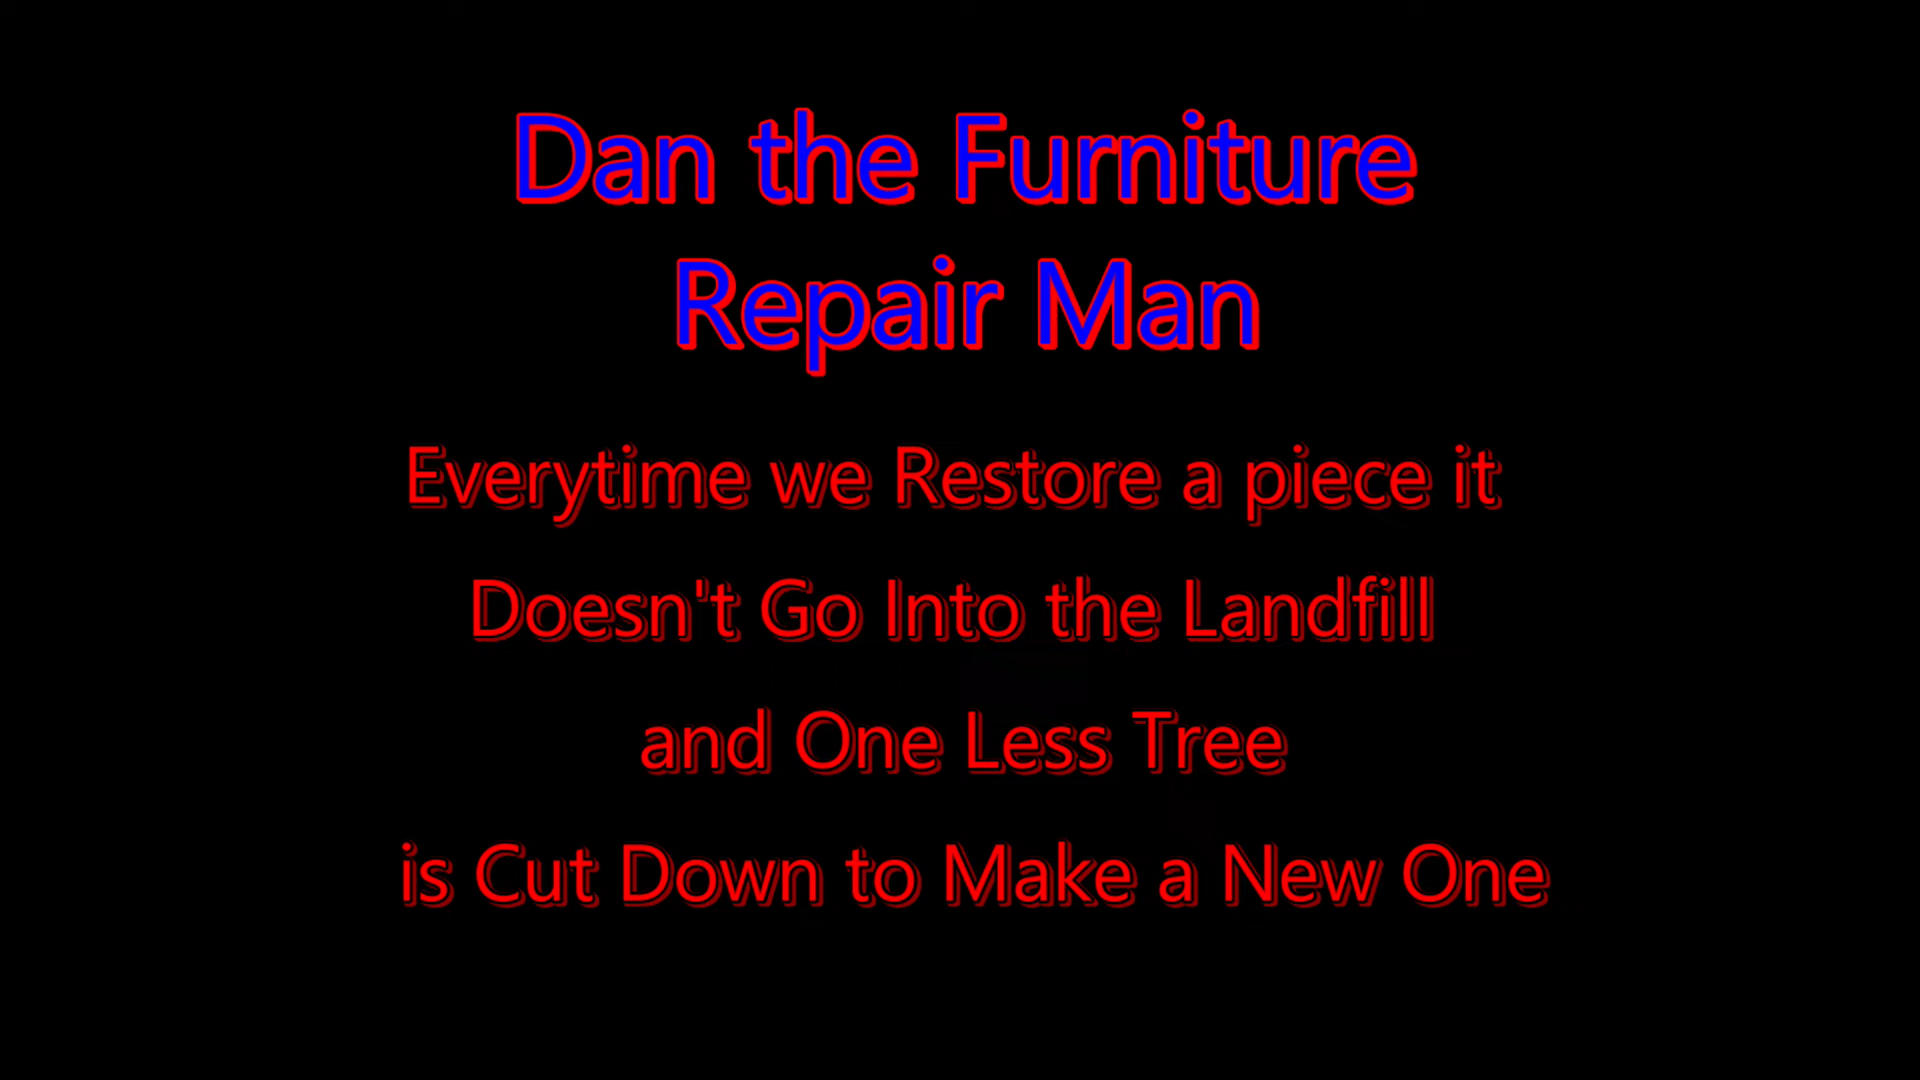 Dan the Furniture
Repair Man
Everytime we Restore a piece it
Doesn't Go Into the Landfill
and One Less Tree
is Cut Down to Make a New One